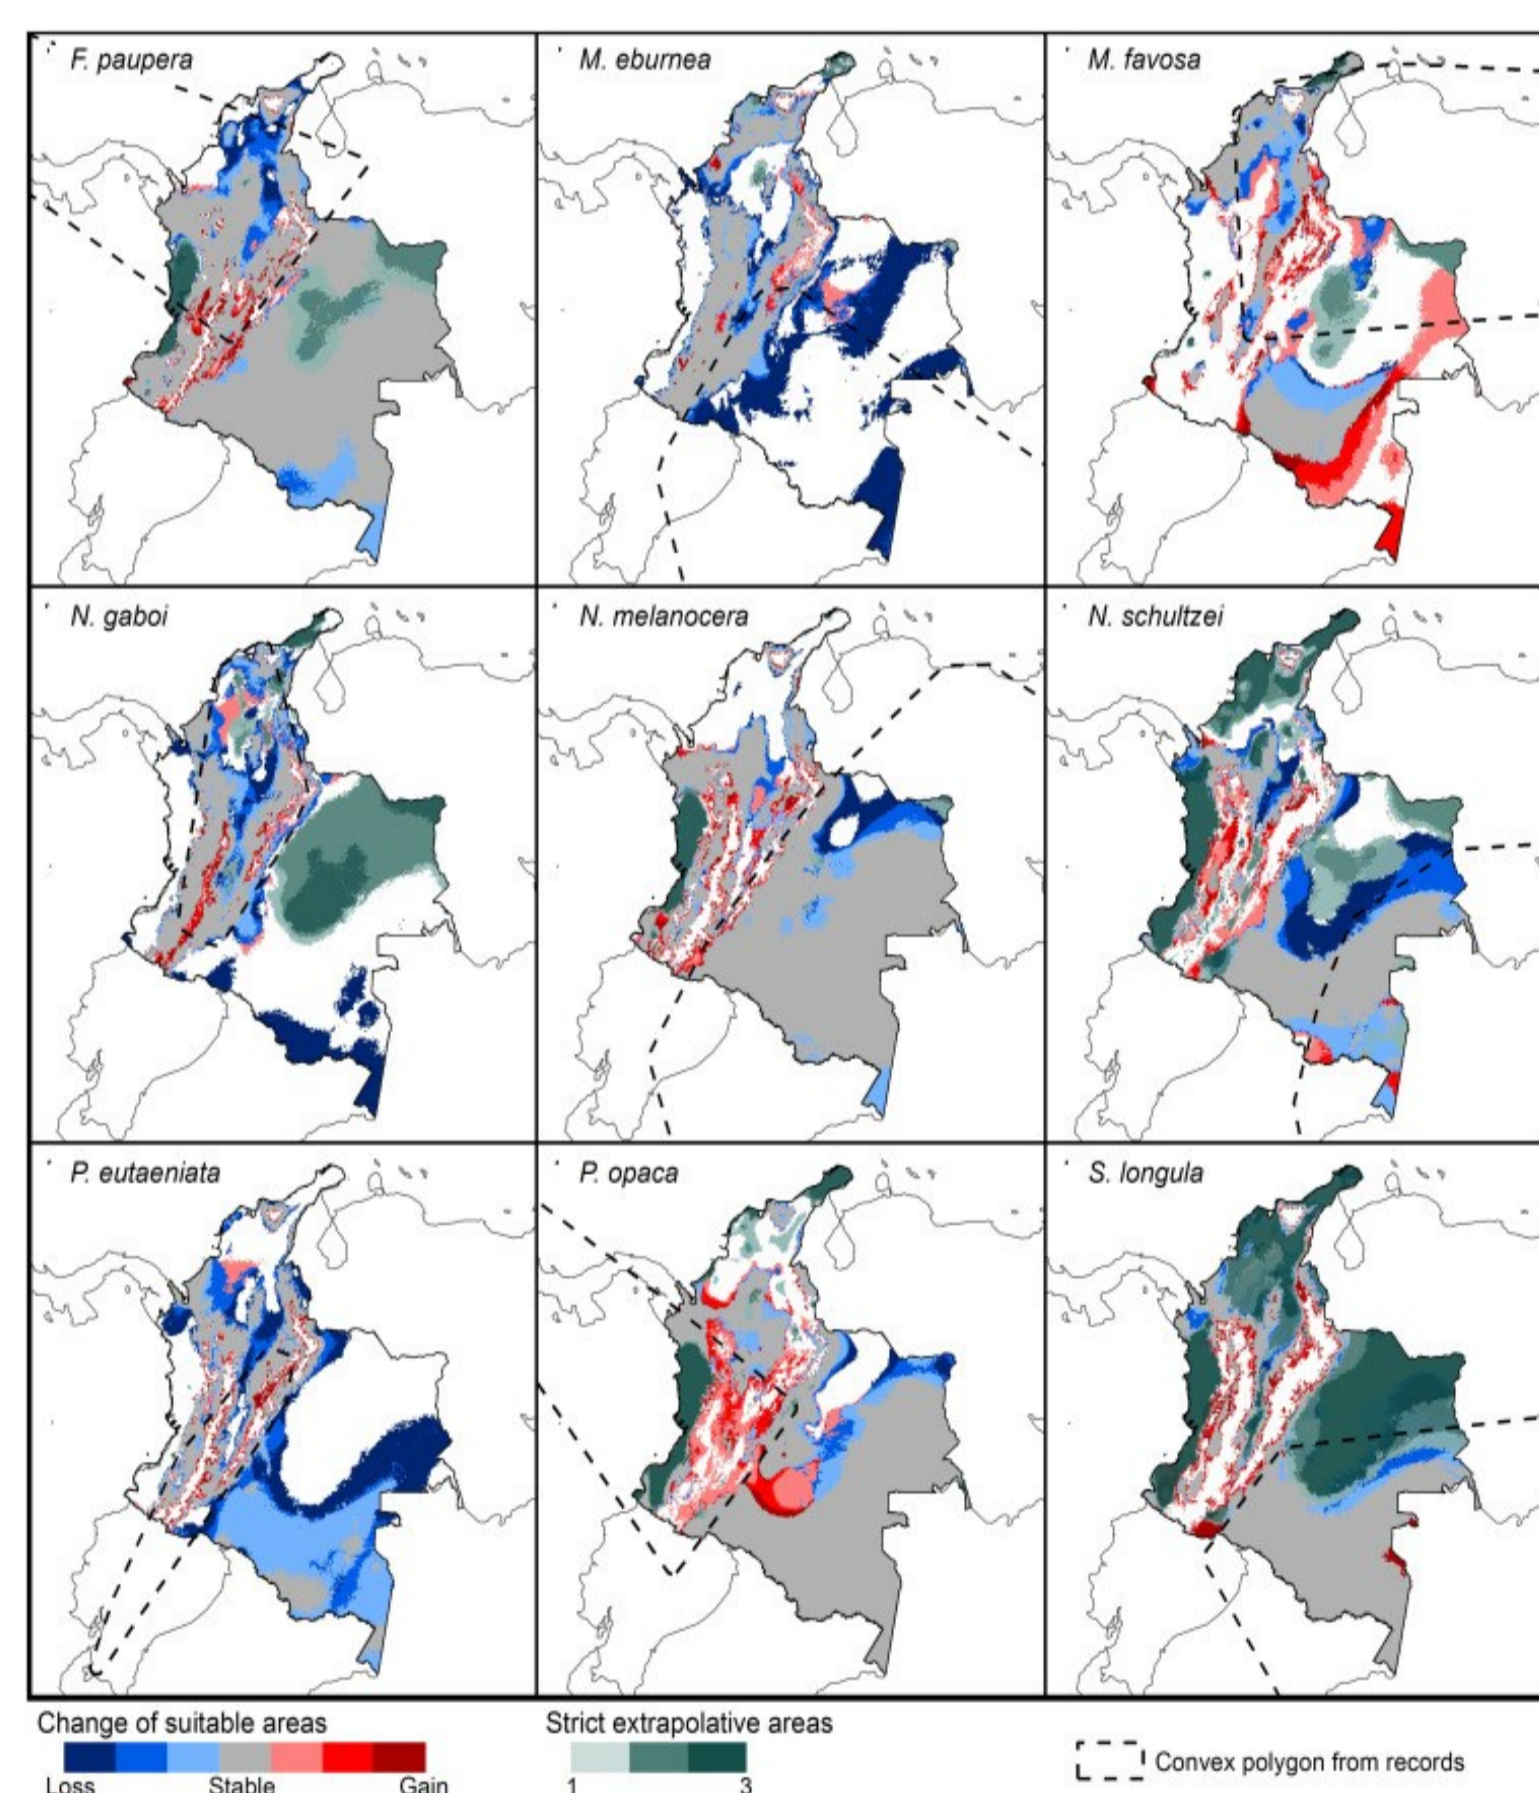 F. paupera
M. eburnea
M. favosa
N. gaboi
N. melanocera
N. schultzei
P. eutaeniata
P. opaca
S. longula
Change of suitable areas
Loss Stable Gain
Strict extrapolative areas
1 3
Convex polygon from records